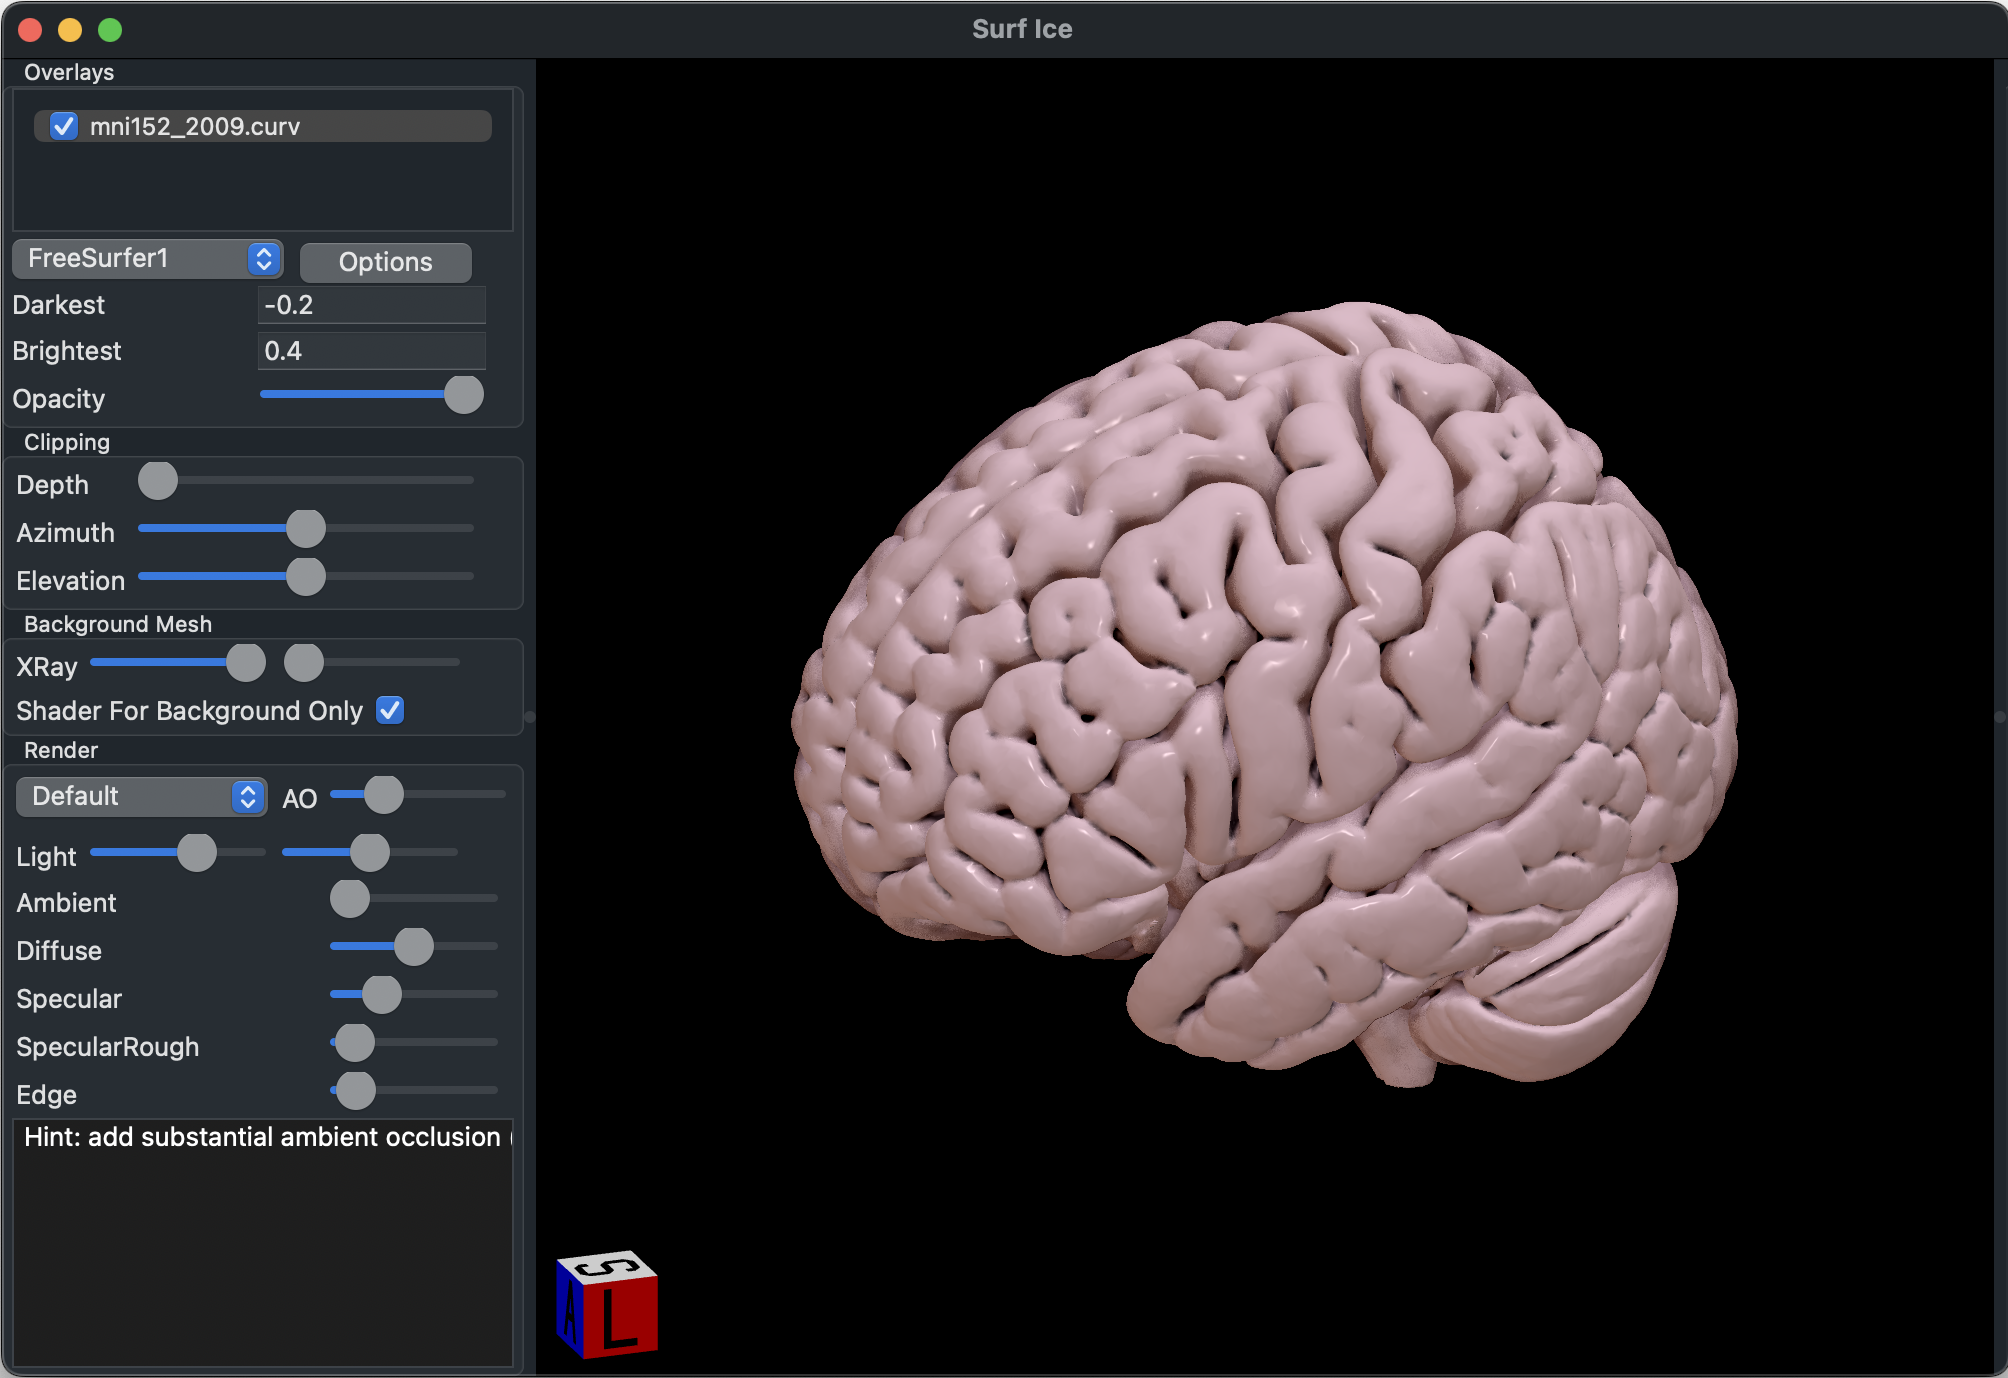 Surf Ice
Overlays
mni152_2009.curv
FreeSurfer1 Options
Darkest -0.2
Brightest 0.4
Opacity
Clipping
Depth
Azimuth
Elevation
Background Mesh
XRay
Shader For Background Only
Render
Default AO
Light
Ambient
Diffuse
Specular
SpecularRough
Edge
Hint: add substantial ambient occlusion (
S
A L